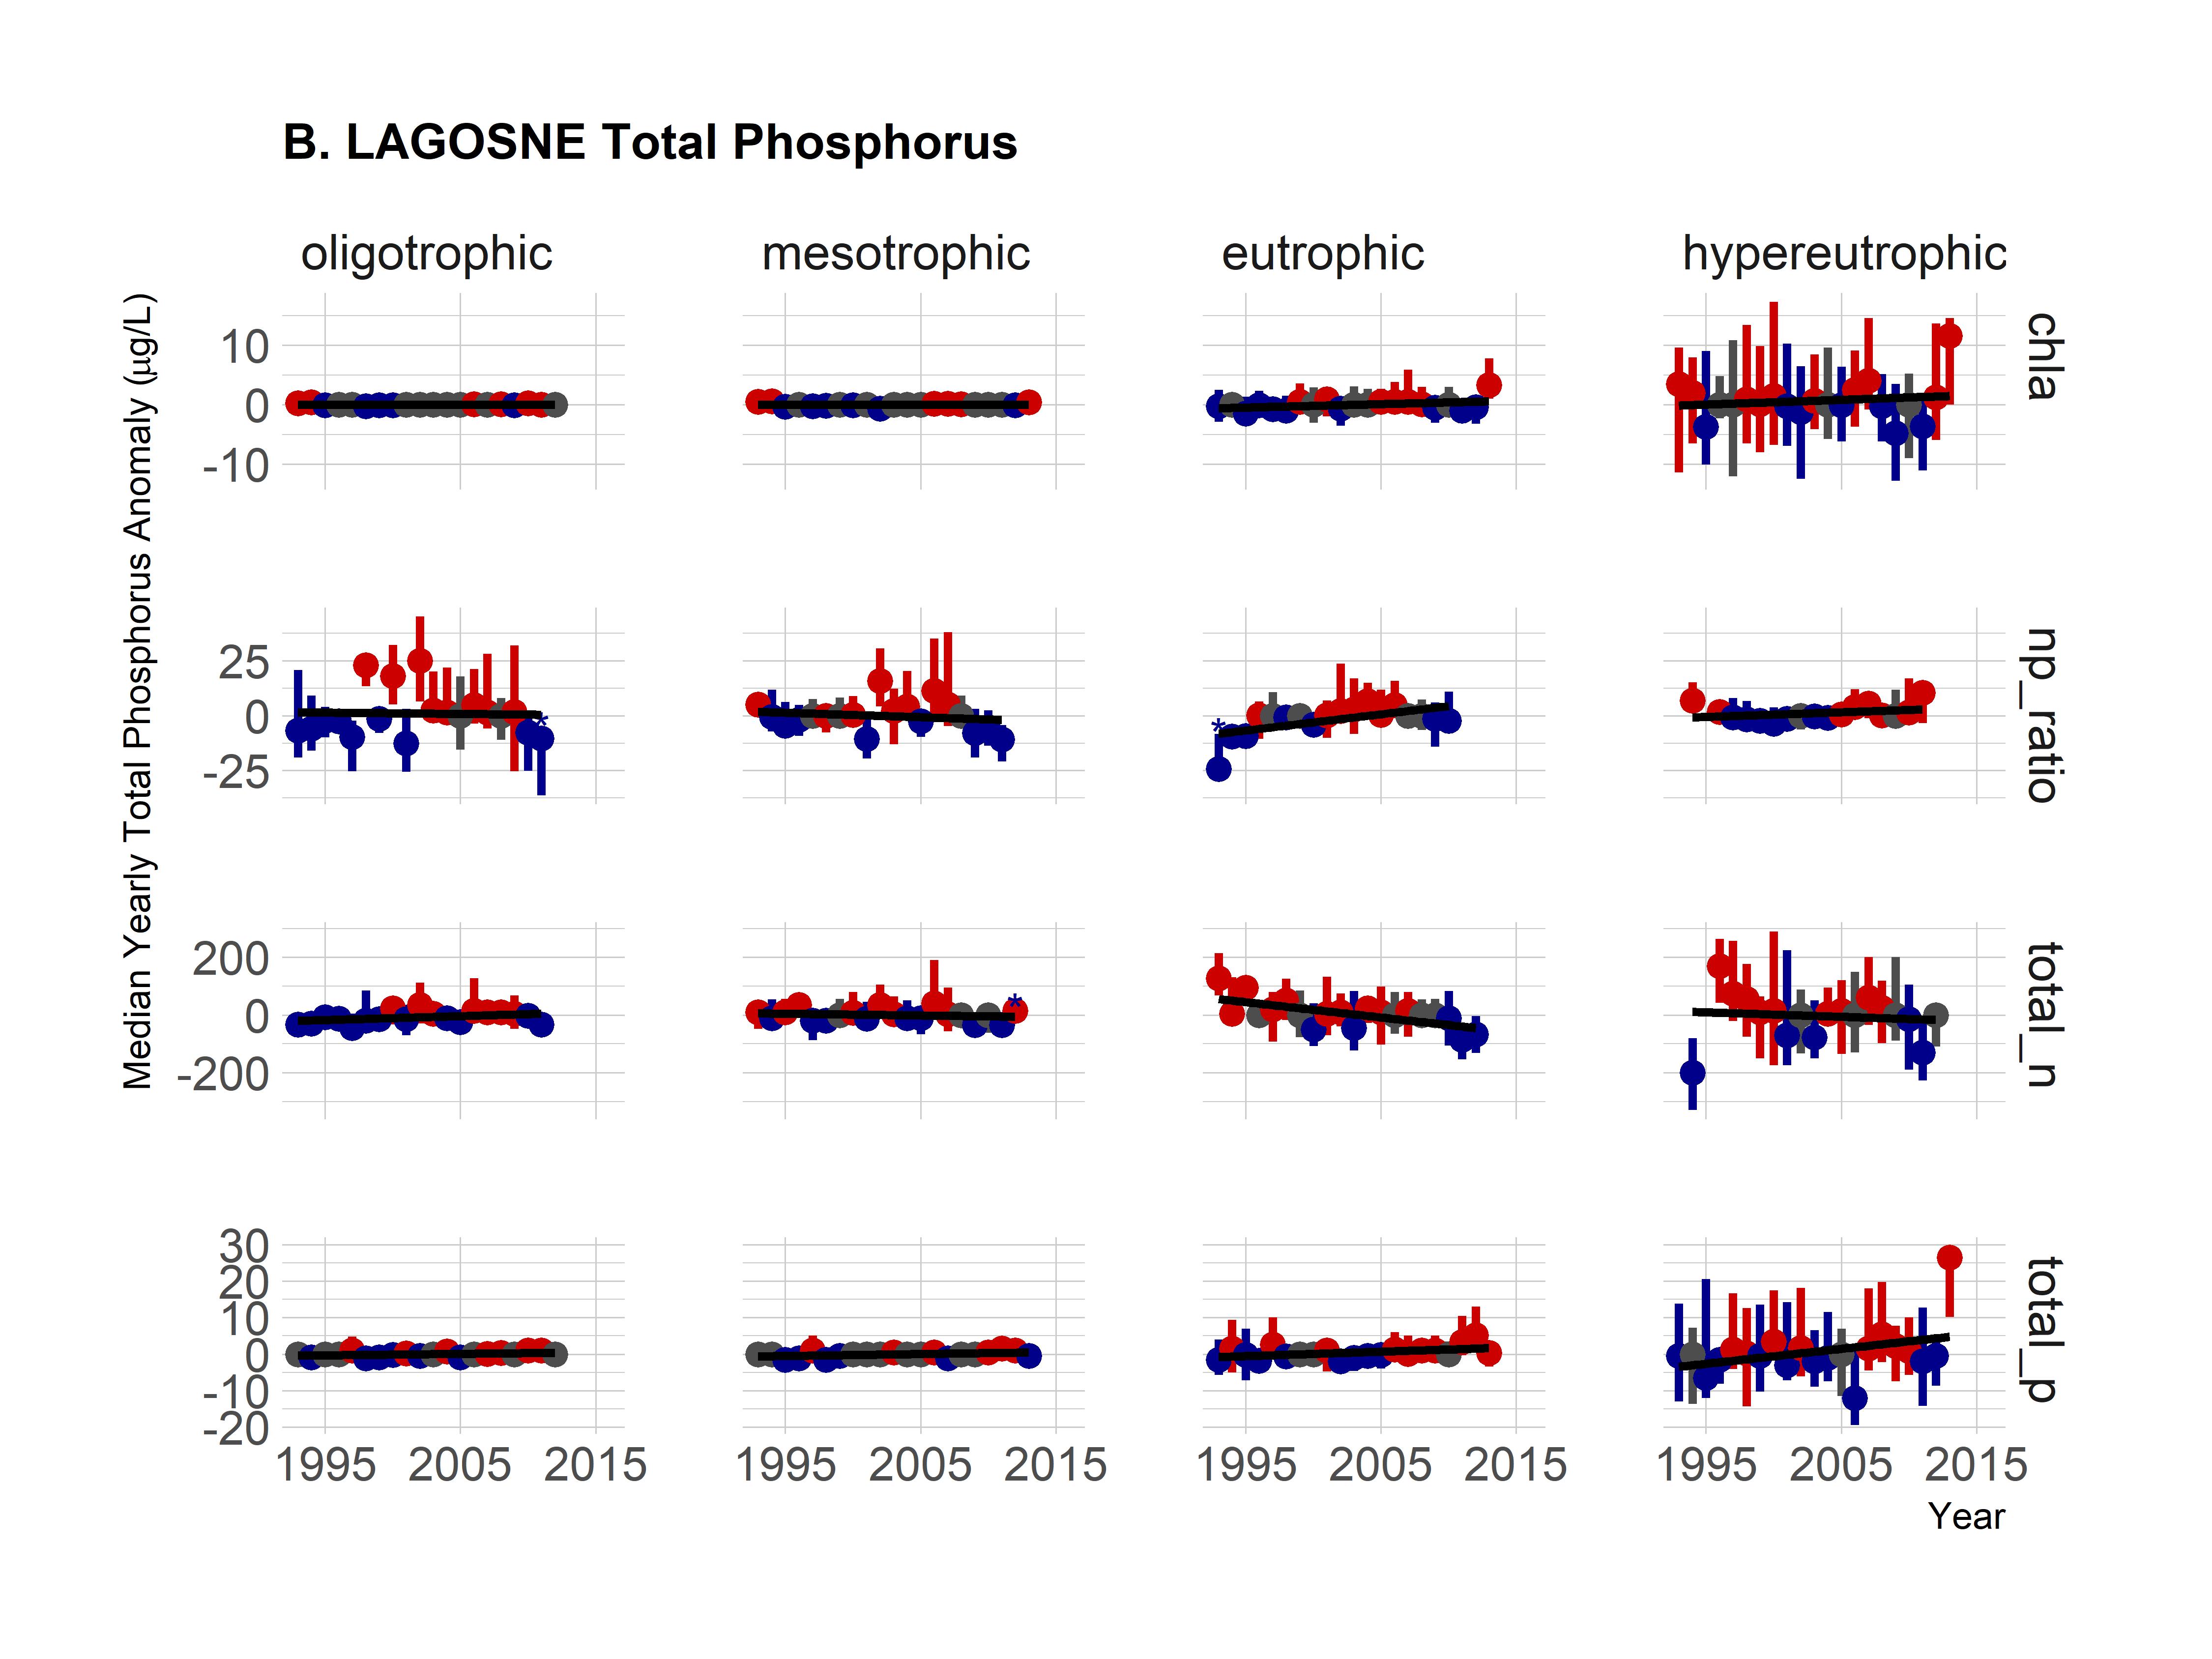 B. LAGOSNE Total Phosphorus
oligotrophic mesotrophic eutrophic hypereutrophic
Median Yearly Total Phosphorus Anomaly (µg/L)
10
0
-10
chla
25
0
-25
np_ratio
*
*
200
0
-200
total_n
*
30
20
10
0
-10
-20
total_p
1995 2005 2015 1995 2005 2015 1995 2005 2015 1995 2005 2015
Year